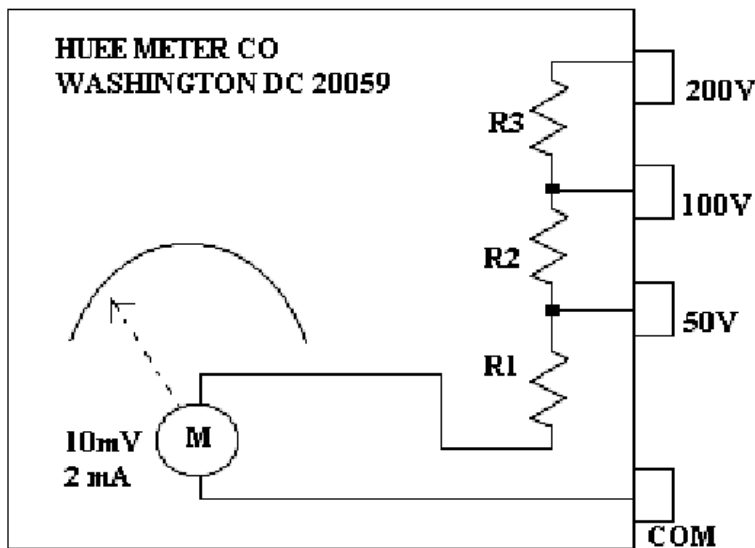 HUEE METER CO
WASHINGTON DC 20059
200V
R3
100V
R2
50V
R1
M
10mV
2 mA
COM